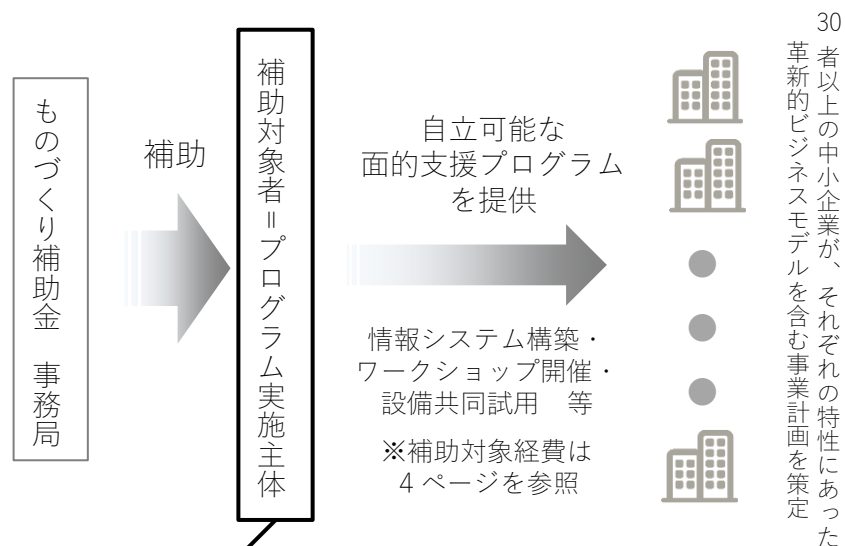 ものづくり補助金　事務局
補助
補助対象者＝プログラム実施主体
自立可能な
面的支援プログラム
を提供
情報システム構築・
ワークショップ開催・
設備共同試用　等
※補助対象経費は
4 ページを参照
30者以上の中小企業が、それぞれの特性にあった
革新的ビジネスモデルを含む事業計画を策定